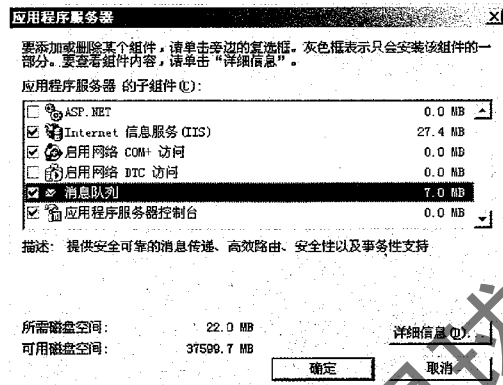 应用程序服务器
要添加或删除某个组件，请单击旁边的复选框。灰色框表示只会安装该组件的一
部分。要查看组件内容，请单击“详细信息”。
应用程序服务器 的子组件(C):
ASP.NET 0.0 MB
Internet 信息服务(IIS) 27.4 MB
启用网络 COM+ 访问 0.0 MB
启用网络 DTC 访问 0.0 MB
消息队列 7.0 MB
应用程序服务器控制台 0.0 MB
描述: 提供安全可靠的消息传递、高效路由、安全性以及事务性支持
所需磁盘空间: 22.0 MB
详细信息(D)
可用磁盘空间: 37599.7 MB
确定 取消